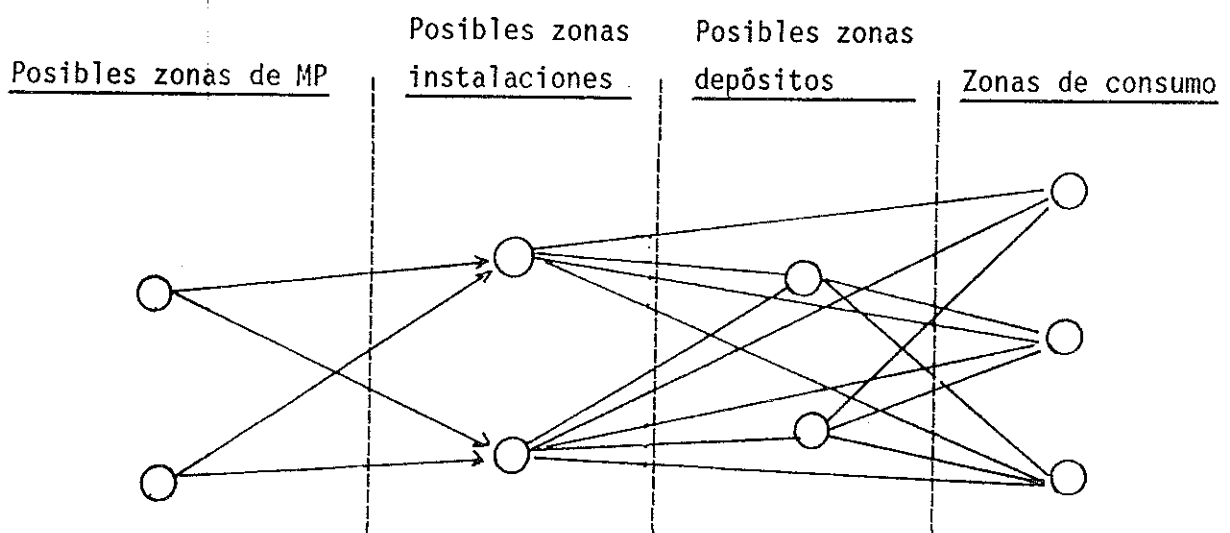 Posibles zonas de MP
Posibles zonas
instalaciones
Posibles zonas
depósitos
Zonas de consumo